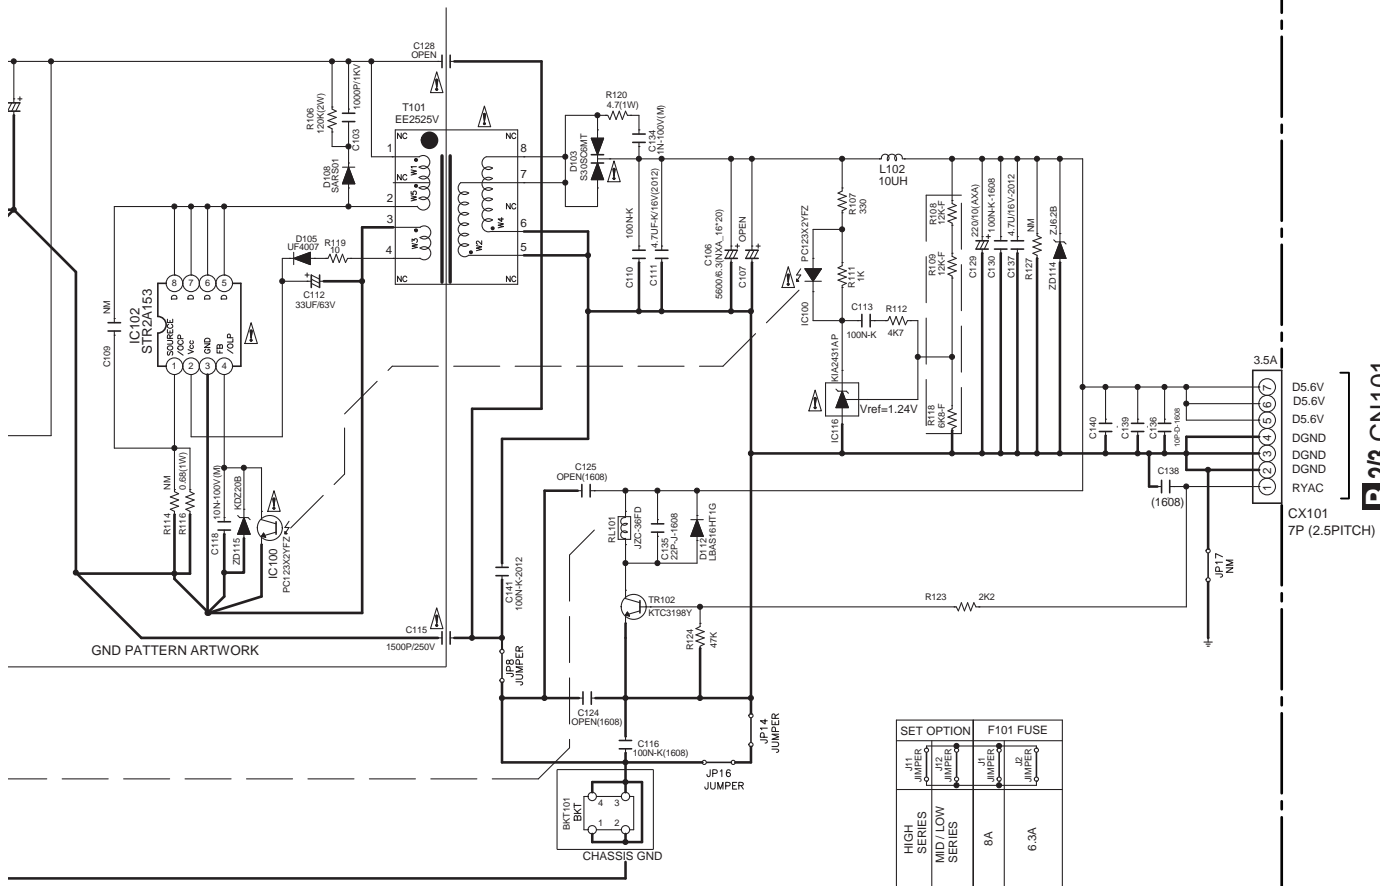 C128
OPEN
R106
120K(2W)
1000P/1KV
C103
D108
SARS01
T101
EE2525V
NC
NC
1
W1
8
NC
W5
7
2
3
W4
6
W3
W2
4
5
NC
NC
D105
UF4007
R119
10
C112
33UF/63V
R120
4.7(1W)
C134
1N-100V(M)
D103
S30SC6MT
C110
100N-K
C111
4.7UF-K/16V(2012)
C106
5600/6.3(NXA_16*20)
C107
OPEN
L102
10UH
R107
330
PC123X2YFZ
IC100
R111
1K
C113
100N-K
R112
4K7
KIA2431AP
Vref=1.24V
IC116
R108
12K-F
R109
12K-F
R118
6K8-F
C129
220/10(AXA)
C130
100N-K-1608
C137
4.7U/16V-2012
R127
NM
ZD114
ZJ6.2B
NM
C109
IC102
STR2A153
8 7 6 5
D D D D
SOURECE
/OCP
Vcc
GND
FB
/OLP
1 2 3 4
R114
NM
R116
0.68(1W)
C118
10N-100V(M)
ZD115
KDZ20B
IC100
PC123X2YFZ
GND PATTERN ARTWORK
C115
1500P/250V
C141
100N-K-2012
JP8
JUMPER
C125
OPEN(1608)
RL101
JZC-36FD
C135
22P-J-1608
D112
LBAS16HT1G
TR102
KTC3198Y
R124
47K
R123
2K2
C124
OPEN(1608)
C116
100N-K(1608)
JP14
JUMPER
JP16
JUMPER
BKT101
BKT
4 3
1 2
CHASSIS GND
C140
C139
C136
10P-D-1608
C138
(1608)
JP17
NM
3.5A
7 D5.6V
6 D5.6V
5 D5.6V
4 DGND
3 DGND
2 DGND
1 RYAC
CX101
7P (2.5PITCH)
SET OPTION
F101 FUSE
J11
JIMPER
J12
JIMPER
J1
JIMPER
J2
JIMPER
HIGH
SERIES
MID / LOW
SERIES
8A
6.3A
2/3 CN101